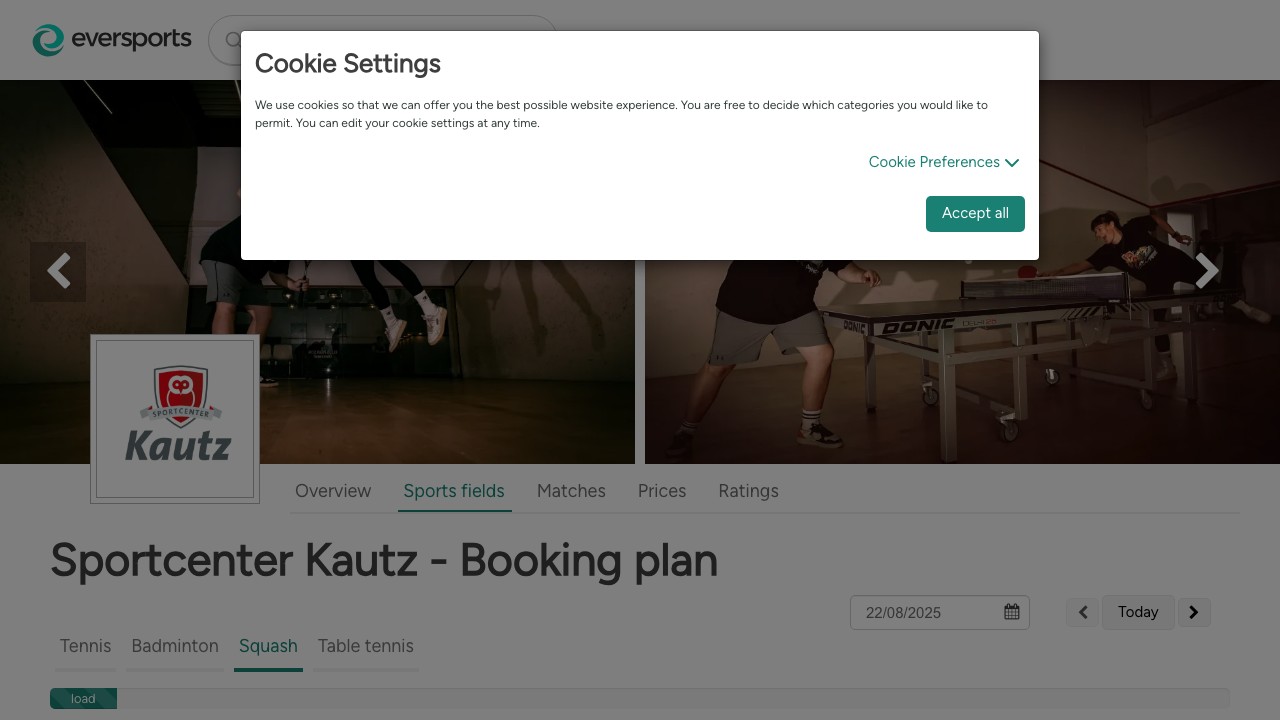 eversports
Cookie Settings
We use cookies so that we can offer you the best possible website experience. You are free to decide which categories you would like to
permit. You can edit your cookie settings at any time.
Cookie Preferences
Accept all
DONIC
DONIC
SPORTCENTER
Kautz
Overview
Sports fields
Matches
Prices
Ratings
Sportcenter Kautz - Booking plan
22/08/2025
Today
Tennis
Badminton
Squash
Table tennis
load